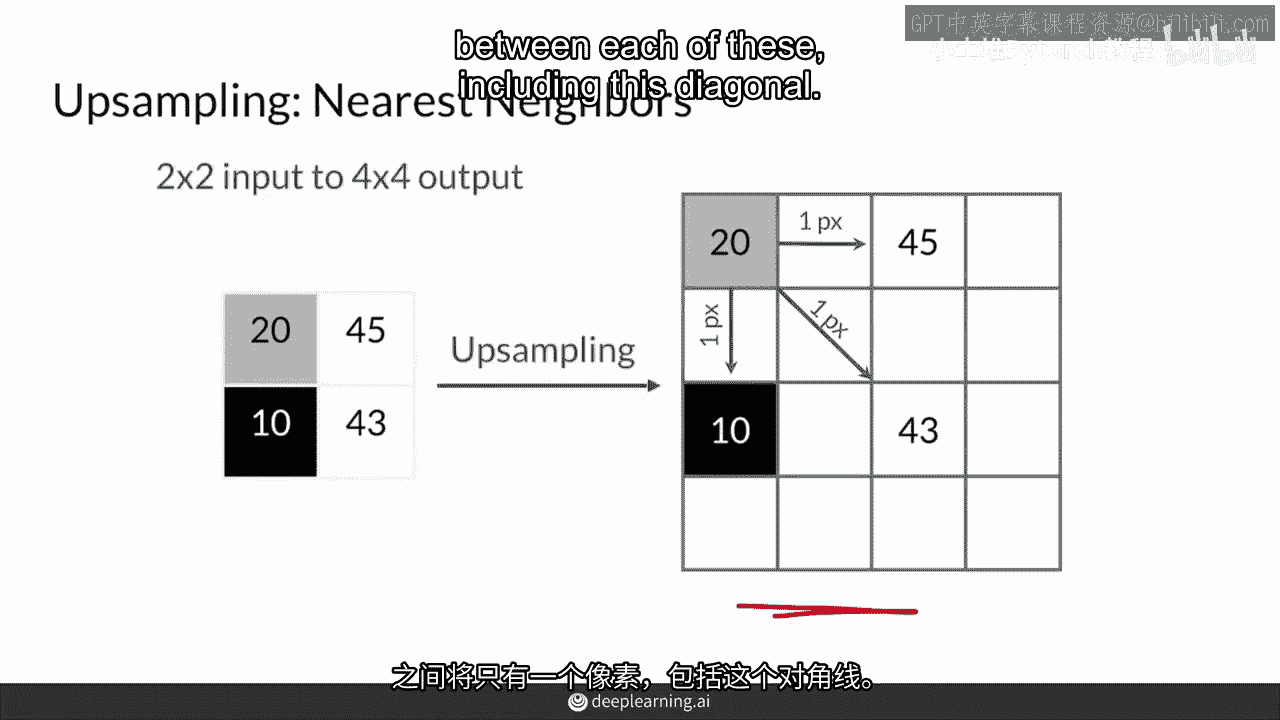 GPT中英字幕课程资源@bilibili.com
between each of these,
including this diagonal.
Upsampling: Nearest Neighbors
2x2 input to 4x4 output
20 1 px 45
20 45
1 px 1 px
Upsampling
10 43
10 43
之间将只有一个像素，包括这个对角线。
deeplearning.ai